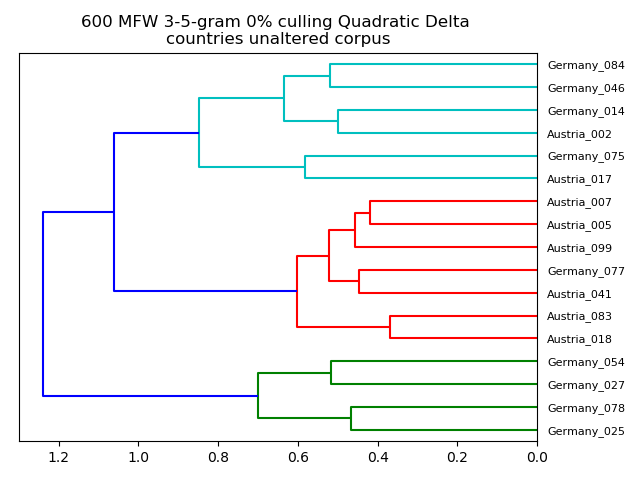 600 MFW 3-5-gram 0% culling Quadratic Delta
countries unaltered corpus
Germany_084
Germany_046
Germany_014
Austria_002
Germany_075
Austria_017
Austria_007
Austria_005
Austria_099
Germany_077
Austria_041
Austria_083
Austria_018
Germany_054
Germany_027
Germany_078
Germany_025
1.2 1.0 0.8 0.6 0.4 0.2 0.0